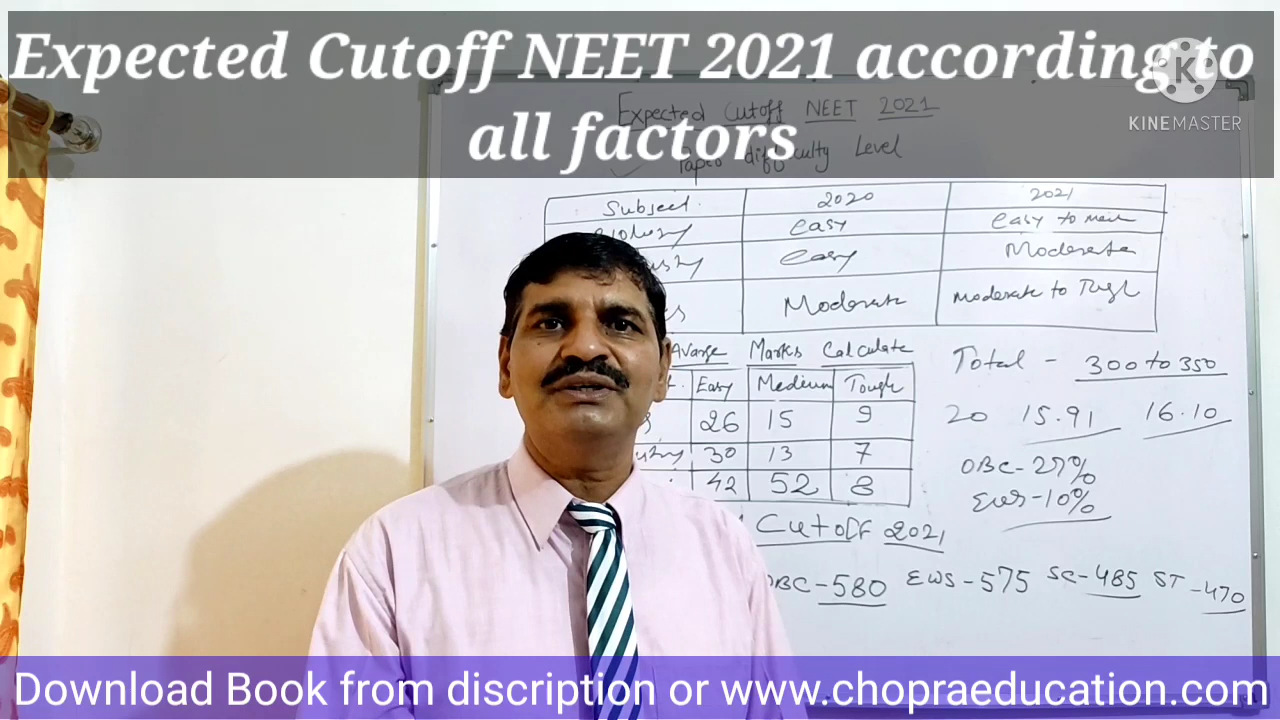 Expected Cutoff NEET 2021 according to
all factors
K
KINEMASTER
Expected Cutoff NEET 2021
difficulty Level
Subject. 2020 2021
easy easy to
easy Moderate
Moderate Moderate to Tough
Avarge Marks Calculate
Easy Medium Tough
26 15 9
30 13 7
42 52 8
Total - 300 to 350
20 15.91 16.10
OBC - 27%
EWS - 10%
Cutoff 2021
OBC - 580 EWS - 575 SC - 485 ST - 470
Download Book from discription or www.chopraeducation.com